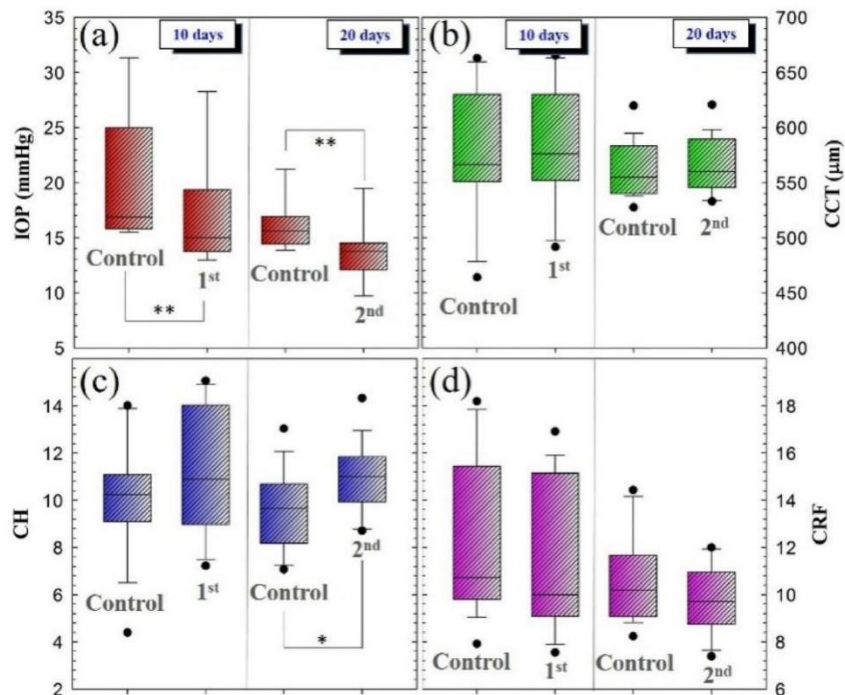 (a)
10 days
20 days
IOP (mmHg)
35
30
25
20
15
10
5
Control
1st
**
Control
2nd
**
(b)
10 days
20 days
CCT (μm)
700
650
600
550
500
450
400
Control
1st
Control
2nd
(c)
CH
14
12
10
8
6
4
2
Control
1st
Control
2nd
*
(d)
CRF
18
16
14
12
10
8
6
Control
1st
Control
2nd